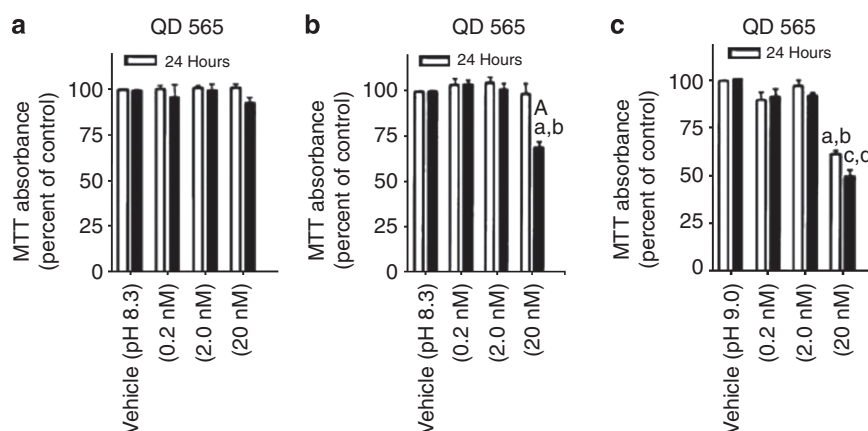 a
QD 565
24 Hours
MTT absorbance
(percent of control)
100
75
50
25
0
Vehicle (pH 8.3)
(0.2 nM)
(2.0 nM)
(20 nM)
b
QD 565
24 Hours
MTT absorbance
(percent of control)
100
75
50
25
0
A
a,b
Vehicle (pH 8.3)
(0.2 nM)
(2.0 nM)
(20 nM)
c
QD 565
24 Hours
MTT absorbance
(percent of control)
100
75
50
25
0
a,b
c,d
Vehicle (pH 9.0)
(0.2 nM)
(2.0 nM)
(20 nM)